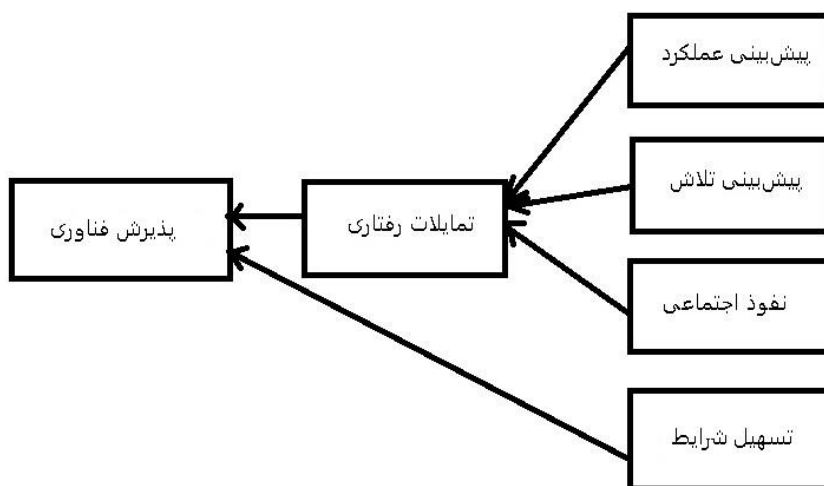 پیش‌بینی عملکرد
پیش‌بینی تلاش
نفوذ اجتماعی
تسهیل شرایط
تمایلات رفتاری
پذیرش فناوری